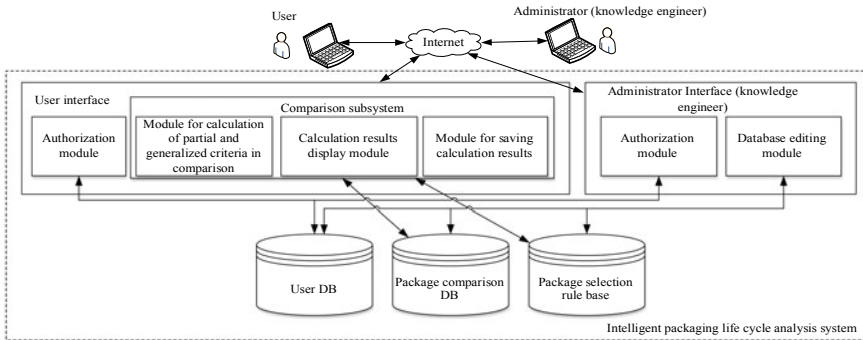 User
Administrator (knowledge engineer)
Internet
User interface
Comparison subsystem
Authorization
module
Module for calculation
of partial and
generalized criteria in
comparison
Calculation results
display module
Module for saving
calculation results
Administrator Interface (knowledge
engineer)
Authorization
module
Database editing
module
User DB
Package comparison
DB
Package selection
rule base
Intelligent packaging life cycle analysis system